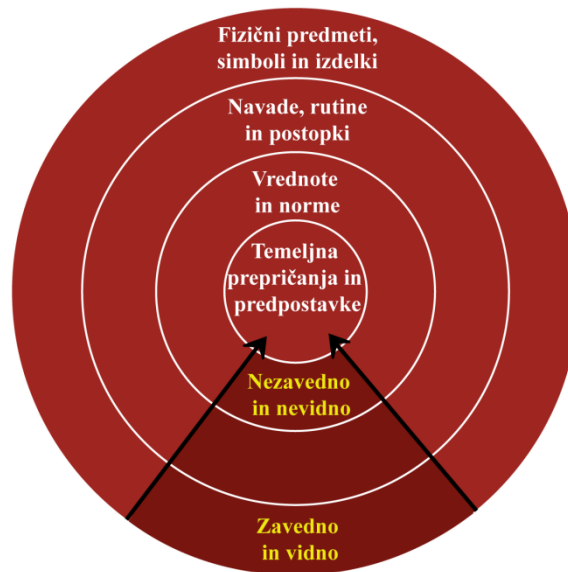 Fizični predmeti,
simboli in izdelki
Navade, rutine
in postopki
Vrednote
in norme
Temeljna
prepričanja in
predpostavke
Nezavedno
in nevidno
Zavedno
in vidno